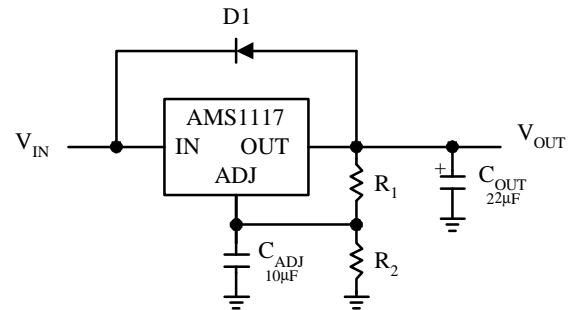 D1
AMS1117
V_IN
IN OUT
V_OUT
ADJ
+
R_1
C_OUT
22µF
C_ADJ
10µF
R_2